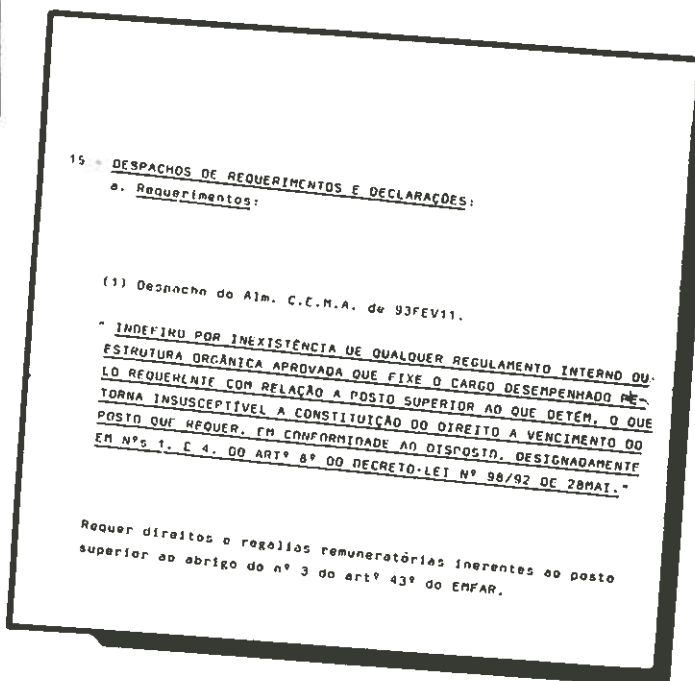 15 - DESPACHOS DE REQUERIMENTOS E DECLARAÇÕES:
a. Requerimentos:
(1) Despacho do Alm. C.E.M.A. de 93FEV11.
" INDEFIRO POR INEXISTÊNCIA DE QUALQUER REGULAMENTO INTERNO OU
ESTRUTURA ORGÂNICA APROVADA QUE FIXE O CARGO DESEMPENHADO PE-
LO REQUERENTE COM RELAÇÃO A POSTO SUPERIOR AO QUE DETÉM, O QUE
TORNA INSUSCEPTÍVEL A CONSTITUIÇÃO DO DIREITO A VENCIMENTO DO
POSTO QUE REQUER, EM CONFORMIDADE AO DISPOSTO, DESIGNADAMENTE
EM NºS 1. E 4. DO ARTº 8º DO DECRETO-LEI Nº 98/92 DE 28MAI."
Requer direitos e regalias remuneratórias inerentes ao posto
superior ao abrigo do nº 3 do artº 43º do EMFAR.